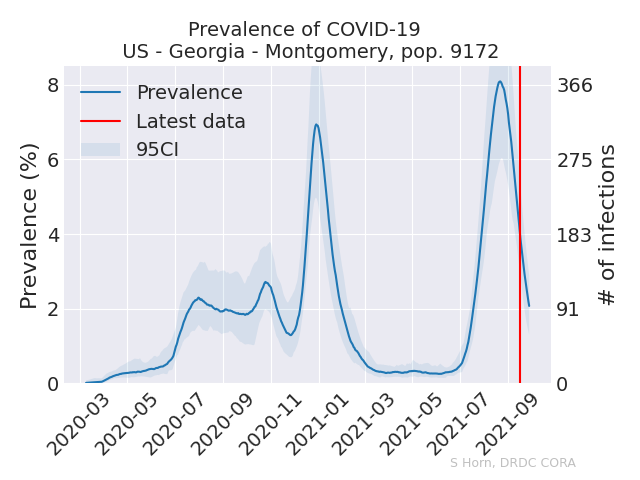 Prevalence of COVID-19
US - Georgia - Montgomery, pop. 9172
Prevalence
Latest data
95CI
Prevalence (%)
8
6
4
2
0
366
275
183
91
0
# of infections
2020-03
2020-05
2020-07
2020-09
2020-11
2021-01
2021-03
2021-05
2021-07
2021-09
S Horn, DRDC CORA